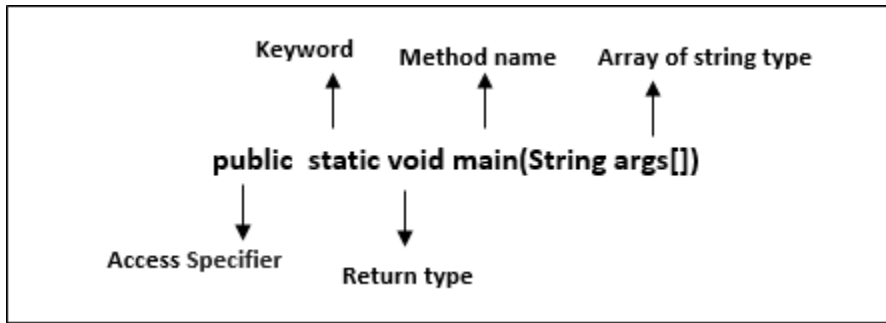 Keyword
Method name
Array of string type
public static void main(String args[])
Access Specifier
Return type